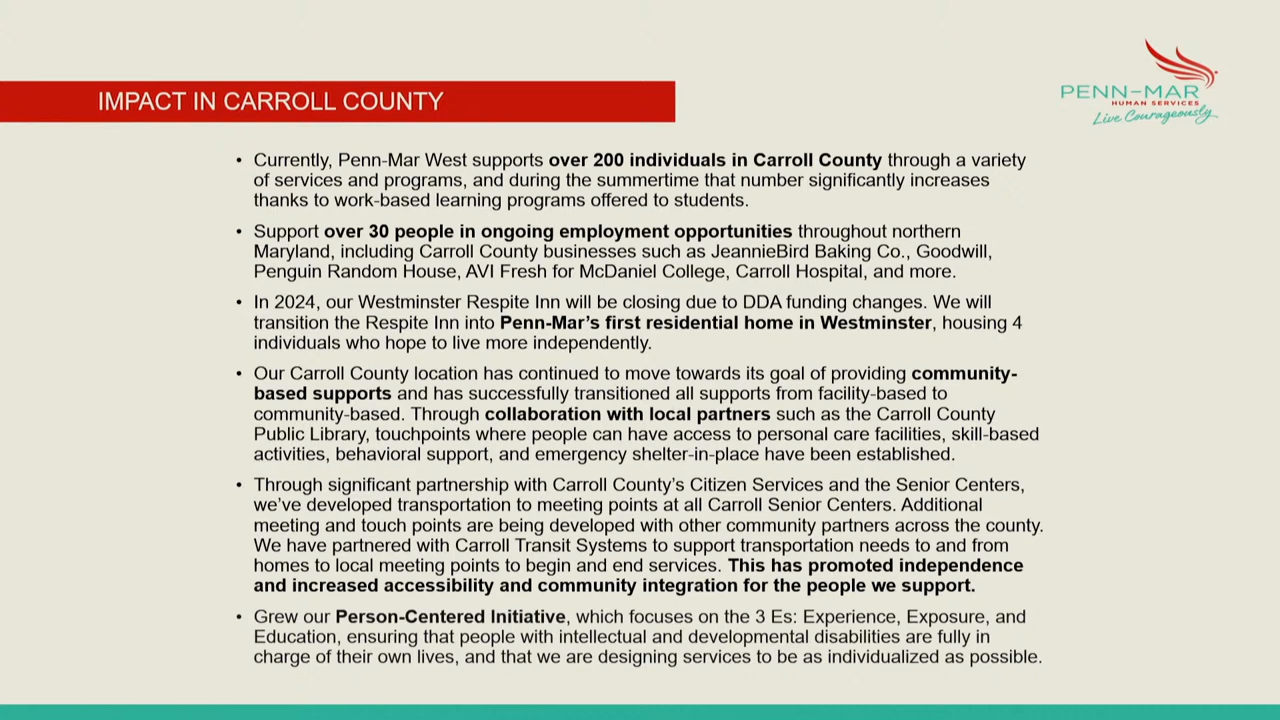 IMPACT IN CARROLL COUNTY
PENN-MAR
HUMAN SERVICES
Live Courageously
• Currently, Penn-Mar West supports over 200 individuals in Carroll County through a variety
of services and programs, and during the summertime that number significantly increases
thanks to work-based learning programs offered to students.
• Support over 30 people in ongoing employment opportunities throughout northern
Maryland, including Carroll County businesses such as JeannieBird Baking Co., Goodwill,
Penguin Random House, AVI Fresh for McDaniel College, Carroll Hospital, and more.
• In 2024, our Westminster Respite Inn will be closing due to DDA funding changes. We will
transition the Respite Inn into Penn-Mar's first residential home in Westminster, housing 4
individuals who hope to live more independently.
• Our Carroll County location has continued to move towards its goal of providing community-
based supports and has successfully transitioned all supports from facility-based to
community-based. Through collaboration with local partners such as the Carroll County
Public Library, touchpoints where people can have access to personal care facilities, skill-based
activities, behavioral support, and emergency shelter-in-place have been established.
• Through significant partnership with Carroll County's Citizen Services and the Senior Centers,
we've developed transportation to meeting points at all Carroll Senior Centers. Additional
meeting and touch points are being developed with other community partners across the county.
We have partnered with Carroll Transit Systems to support transportation needs to and from
homes to local meeting points to begin and end services. This has promoted independence
and increased accessibility and community integration for the people we support.
• Grew our Person-Centered Initiative, which focuses on the 3 Es: Experience, Exposure, and
Education, ensuring that people with intellectual and developmental disabilities are fully in
charge of their own lives, and that we are designing services to be as individualized as possible.